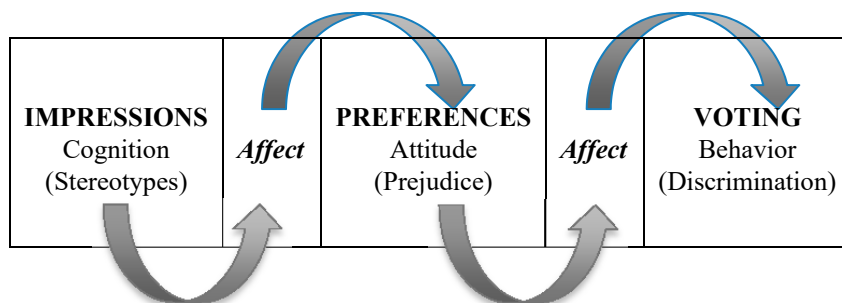 IMPRESSIONS
Cognition
(Stereotypes)
Affect
PREFERENCES
Attitude
(Prejudice)
Affect
VOTING
Behavior
(Discrimination)